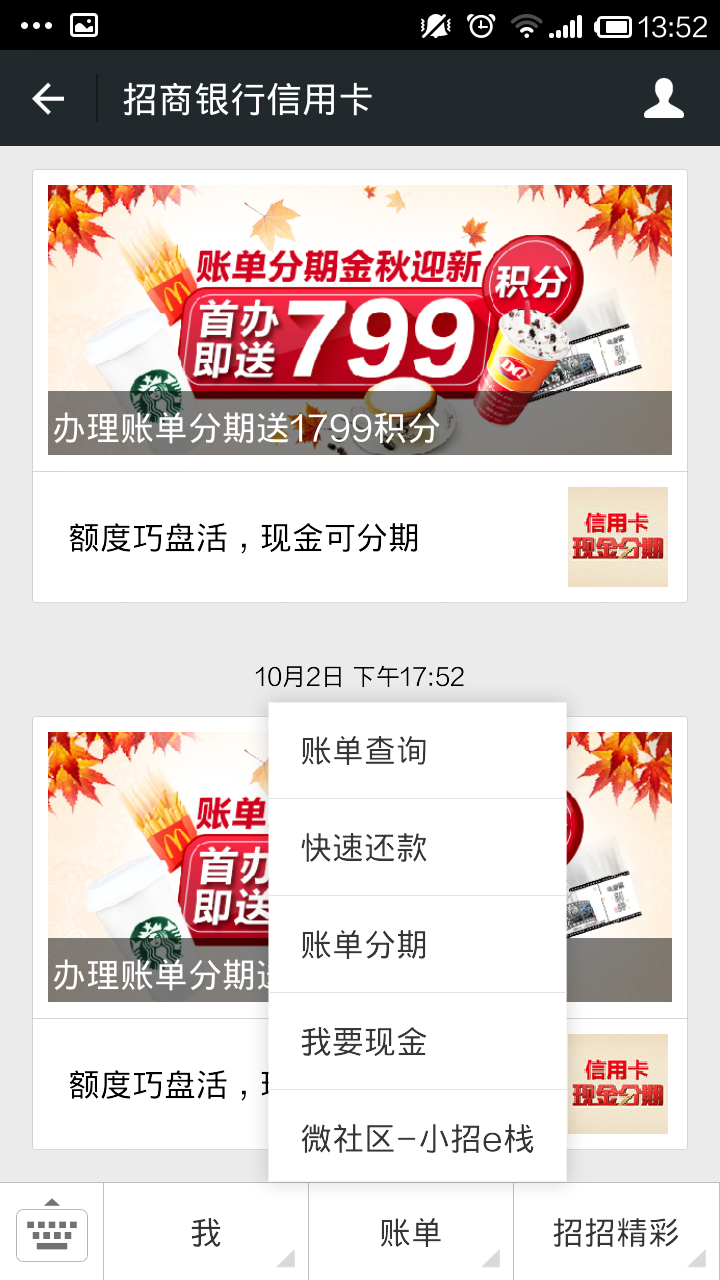 13:52
招商银行信用卡
账单分期金秋迎新
积分
首办
即送
799
DQ
办理账单分期送1799积分
额度巧盘活，现金可分期
信用卡
现金分期
10月2日 下午17:52
账单查询
快速还款
账单分期
我要现金
微社区-小招e栈
账单
首办
即送
办理账单分期送
额度巧盘活，
信用卡
现金分期
我
账单
招招精彩